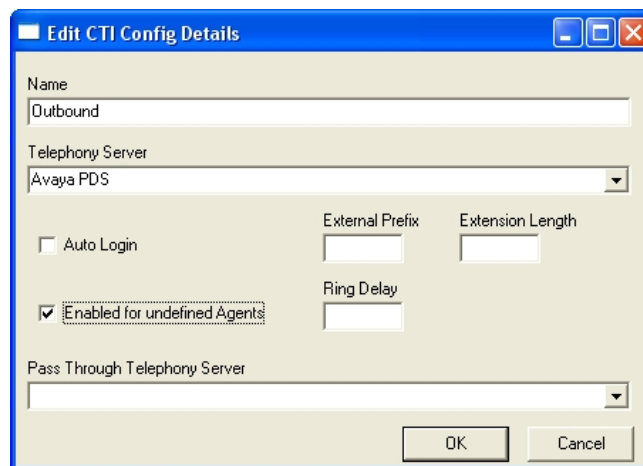 Edit CTI Config Details
Name
Outbound
Telephony Server
Avaya PDS
External Prefix Extension Length
Auto Login
Ring Delay
Enabled for undefined Agents
Pass Through Telephony Server
OK Cancel